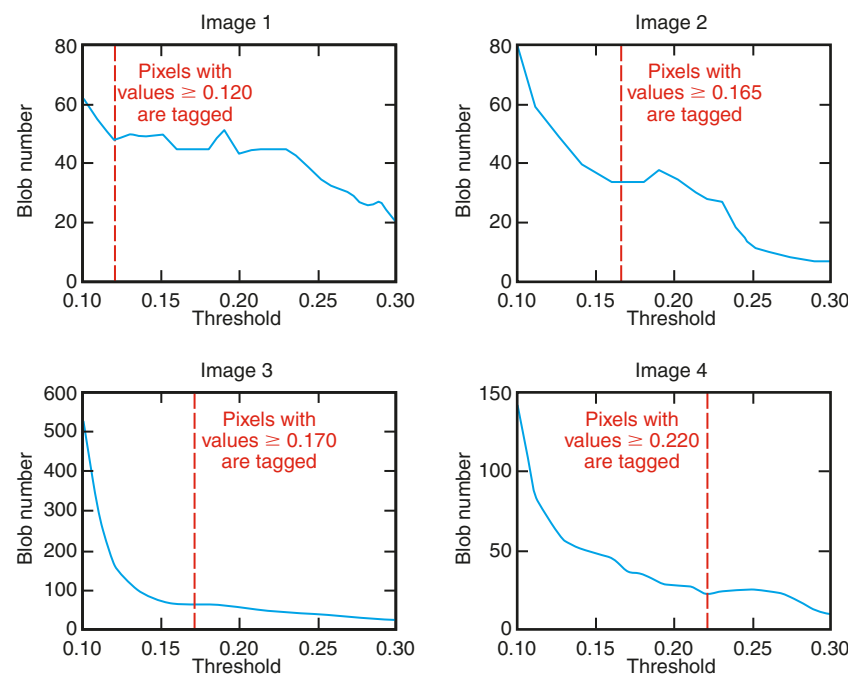 Image 1
80
60
40
20
0
Blob number
Pixels with
values ≥ 0.120
are tagged
0.10 0.15 0.20 0.25 0.30
Threshold
Image 2
80
60
40
20
0
Blob number
Pixels with
values ≥ 0.165
are tagged
0.10 0.15 0.20 0.25 0.30
Threshold
Image 3
600
500
400
300
200
100
0
Blob number
Pixels with
values ≥ 0.170
are tagged
0.10 0.15 0.20 0.25 0.30
Threshold
Image 4
150
100
50
0
Blob number
Pixels with
values ≥ 0.220
are tagged
0.10 0.15 0.20 0.25 0.30
Threshold